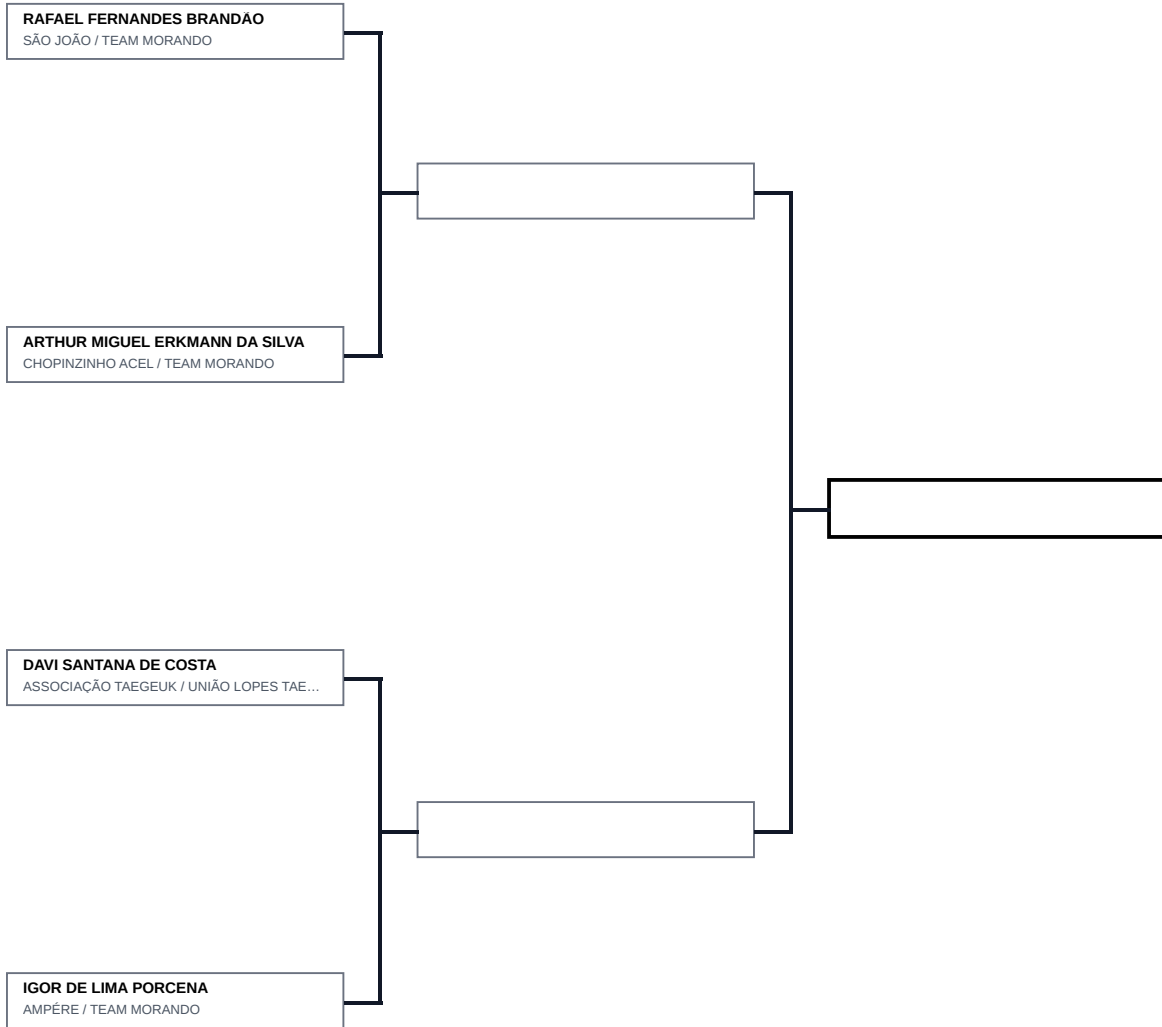 RAFAEL FERNANDES BRANDÃO
SÃO JOÃO / TEAM MORANDO
ARTHUR MIGUEL ERKMANN DA SILVA
CHOPINZINHO ACEL / TEAM MORANDO
DAVI SANTANA DE COSTA
ASSOCIAÇÃO TAEGEUK / UNIÃO LOPES TAE…
IGOR DE LIMA PORCENA
AMPÉRE / TEAM MORANDO